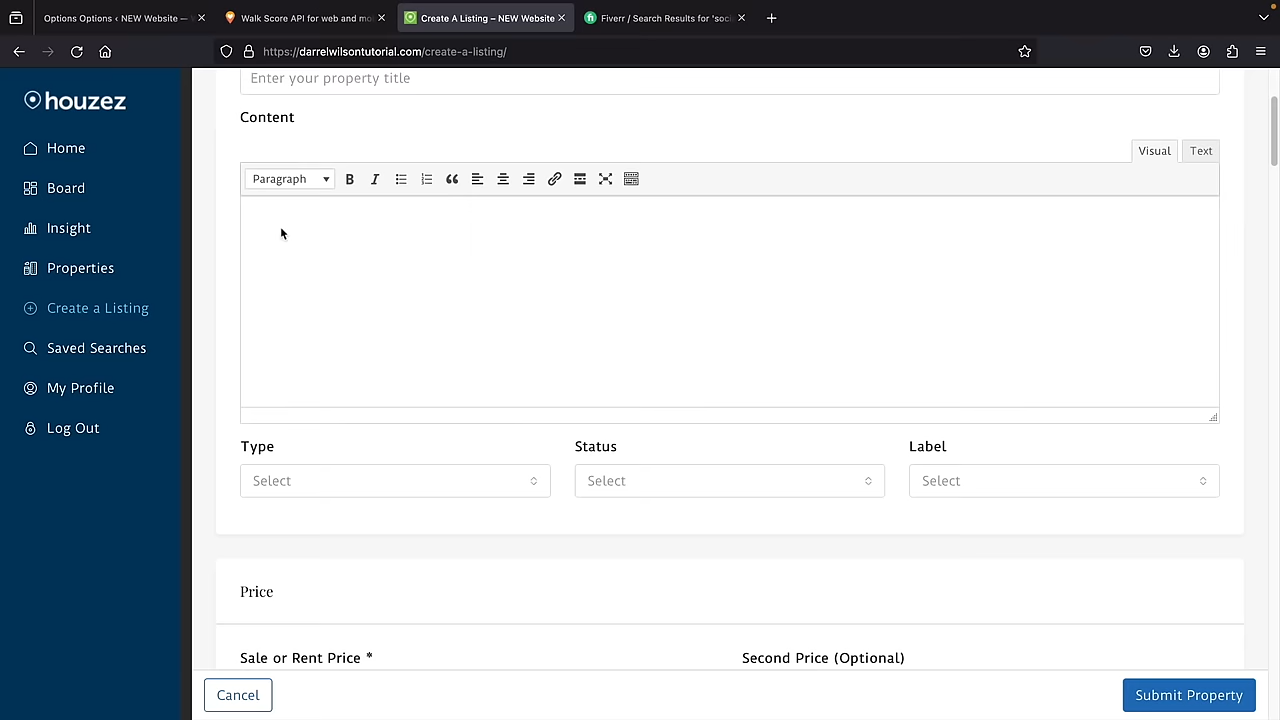 Options Options ‹ NEW Website —
Walk Score API for web and mo
Create A Listing – NEW Website
Fiverr / Search Results for 'soci
https://darrelwilsontutorial.com/create-a-listing/
houzez
Home
Board
Insight
Properties
Create a Listing
Saved Searches
My Profile
Log Out
Enter your property title
Content
Visual Text
Paragraph
Type Status Label
Select Select Select
Price
Sale or Rent Price * Second Price (Optional)
Cancel Submit Property